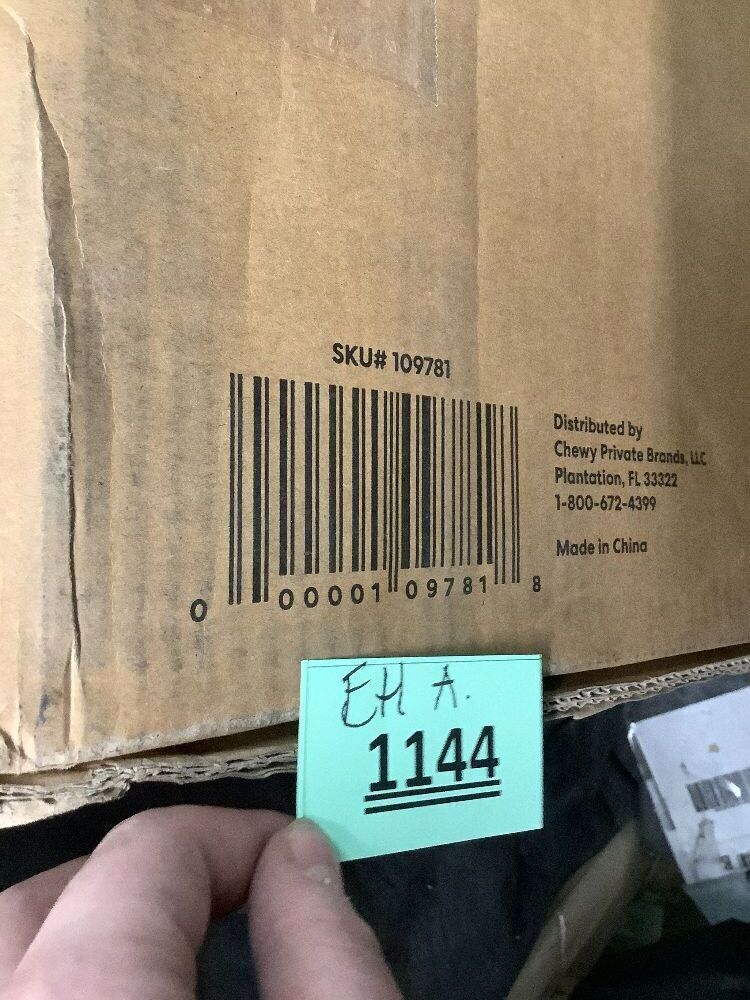 SKU# 109781
0 00001 09781 8
Distributed by
Chewy Private Brands, LLC
Plantation, FL 33322
1-800-672-4399
Made in China
EH A.
1144